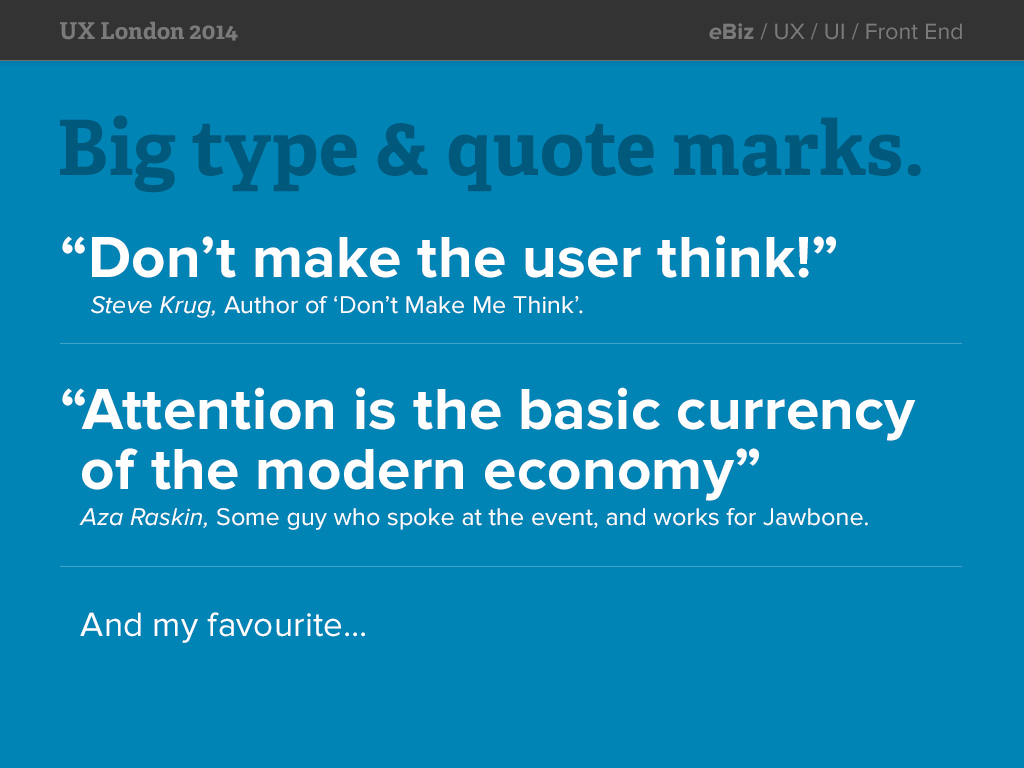 UX London 2014
eBiz / UX / UI / Front End
Big type & quote marks.
“Don’t make the user think!”
Steve Krug, Author of ‘Don’t Make Me Think’.
“Attention is the basic currency
of the modern economy”
Aza Raskin, Some guy who spoke at the event, and works for Jawbone.
And my favourite...